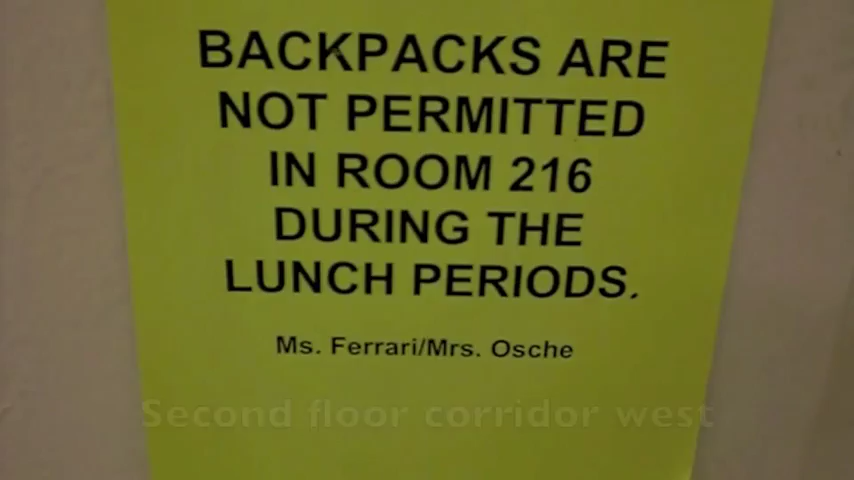 BACKPACKS ARE
NOT PERMITTED
IN ROOM 216
DURING THE
LUNCH PERIODS.
Ms. Ferrari/Mrs. Osche
Second floor corridor west